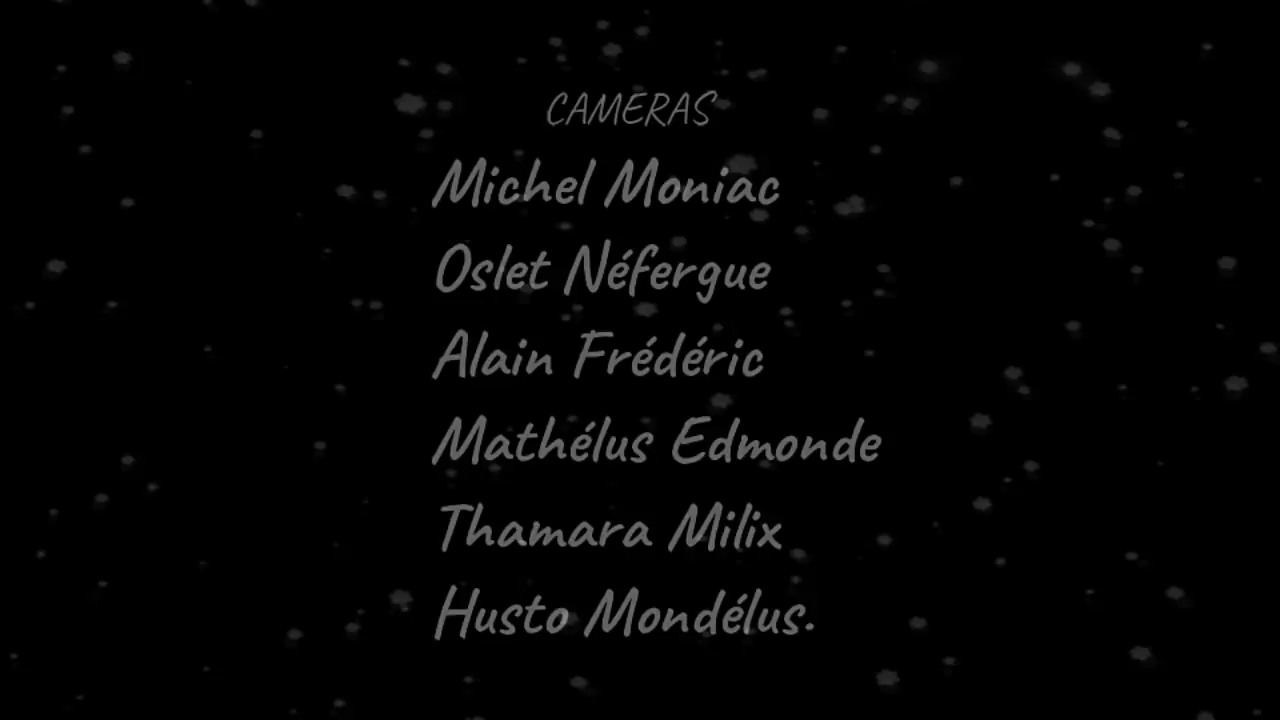 CAMERAS
Michel Moniac
Oslet Néfergue
Alain Frédéric
Mathélus Edmonde
Thamara Milix
Husto Mondélus.